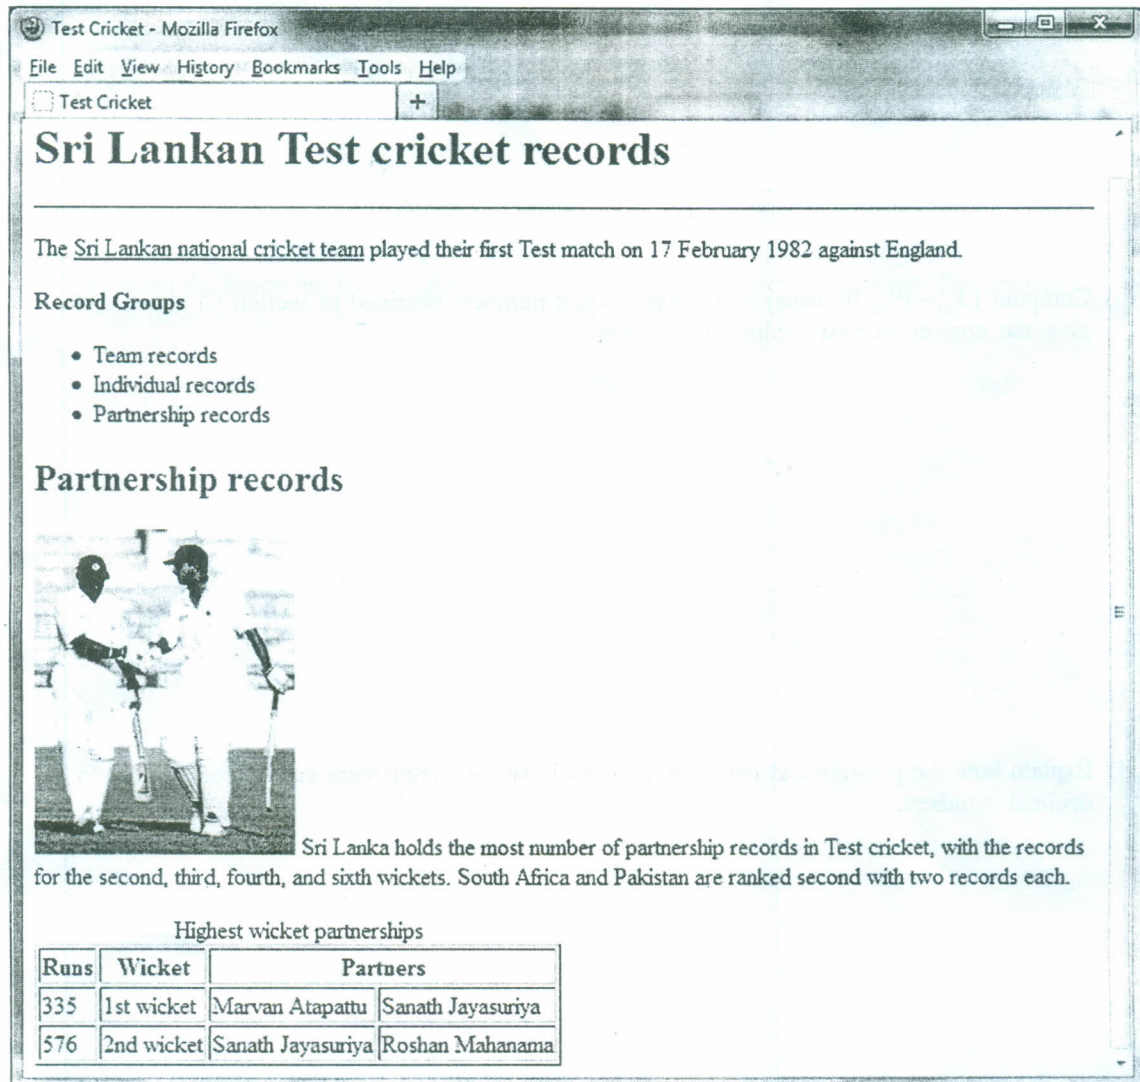 Test Cricket - Mozilla Firefox
File Edit View History Bookmarks Tools Help
Test Cricket +
Sri Lankan Test cricket records
The Sri Lankan national cricket team played their first Test match on 17 February 1982 against England.
Record Groups
• Team records
• Individual records
• Partnership records
Partnership records
Sri Lanka holds the most number of partnership records in Test cricket, with the records
for the second, third, fourth, and sixth wickets. South Africa and Pakistan are ranked second with two records each.
Highest wicket partnerships
Runs Wicket Partners
335 1st wicket Marvan Atapattu Sanath Jayasuriya
576 2nd wicket Sanath Jayasuriya Roshan Mahanama